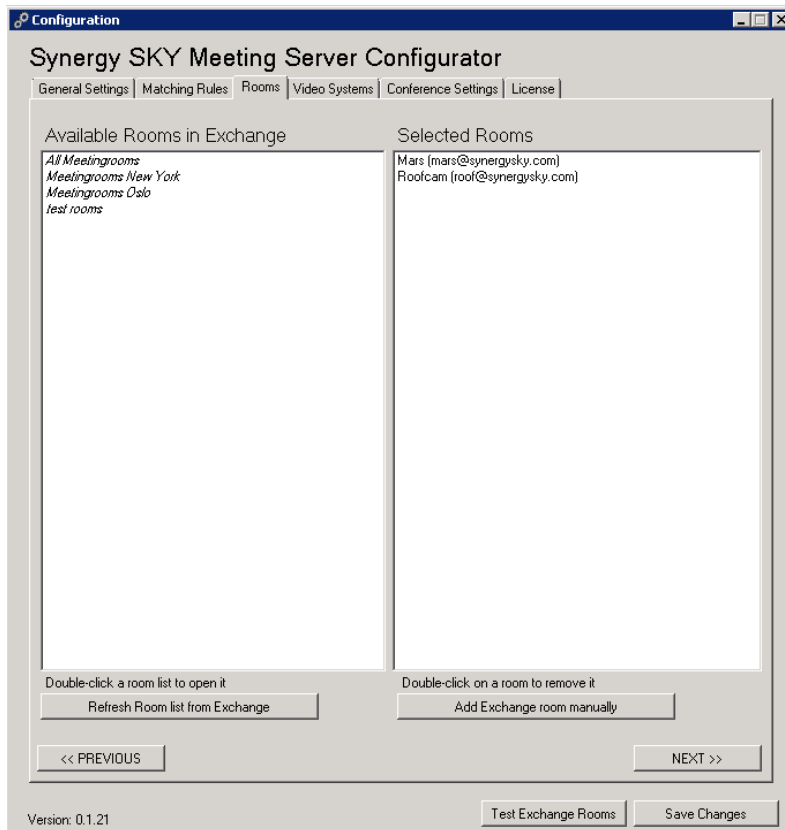 Configuration
Synergy SKY Meeting Server Configurator
General Settings Matching Rules Rooms Video Systems Conference Settings License
Available Rooms in Exchange
Selected Rooms
All Meetingrooms
Meetingrooms New York
Meetingrooms Oslo
test rooms
Mars (mars@synergysky.com)
Roofcam (roof@synergysky.com)
Double-click a room list to open it
Double-click on a room to remove it
Refresh Room list from Exchange
Add Exchange room manually
<< PREVIOUS
NEXT >>
Version: 0.1.21
Test Exchange Rooms
Save Changes